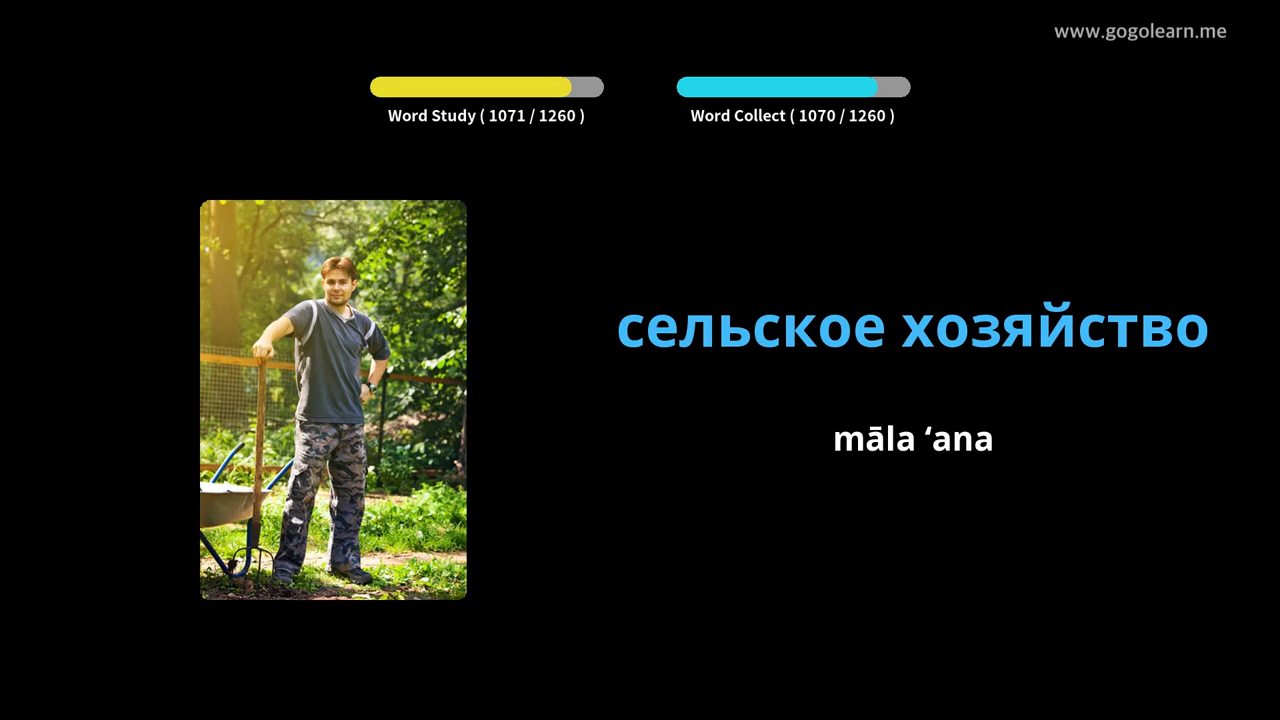 www.gogolearn.me
Word Study ( 1071 / 1260 )
Word Collect ( 1070 / 1260 )
сельское хозяйство
māla ʻana